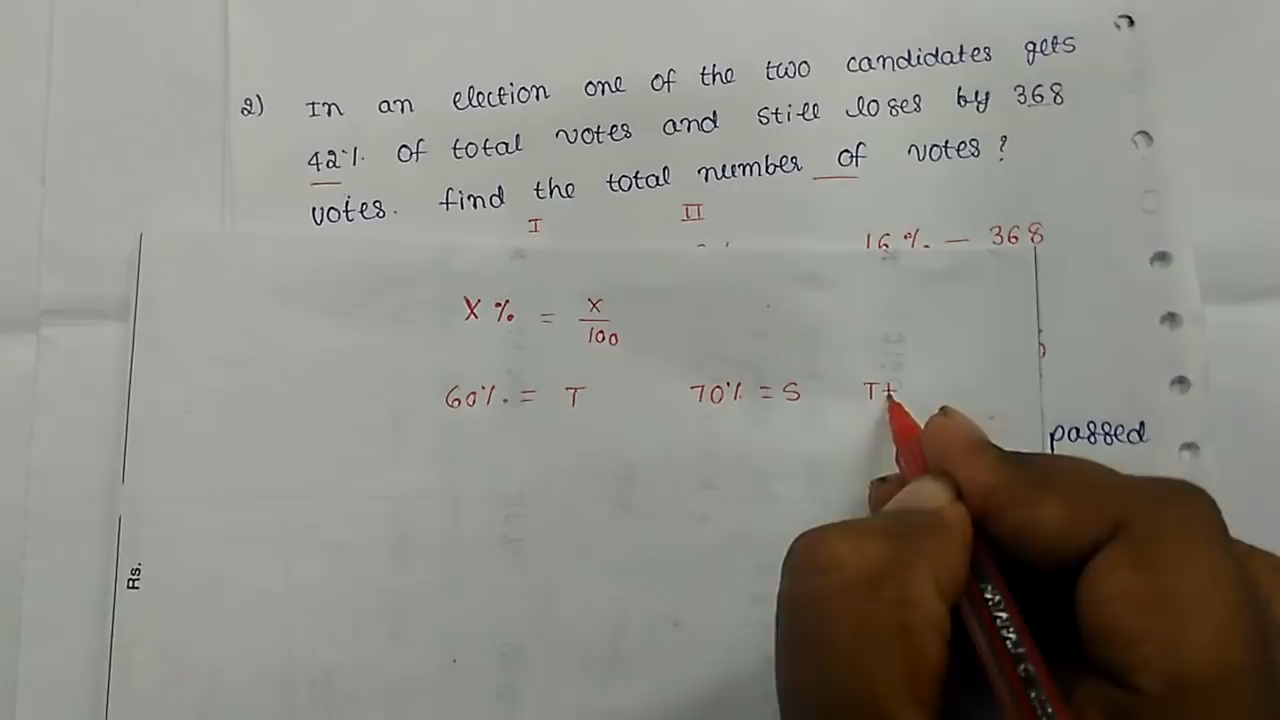 2) In an election one of the two candidates gets
42% of total votes and still loses by 368
votes. find the total number of votes?
I II
16% — 368
X% = x/100
60% = T 70% = S T+
passed
Rs.